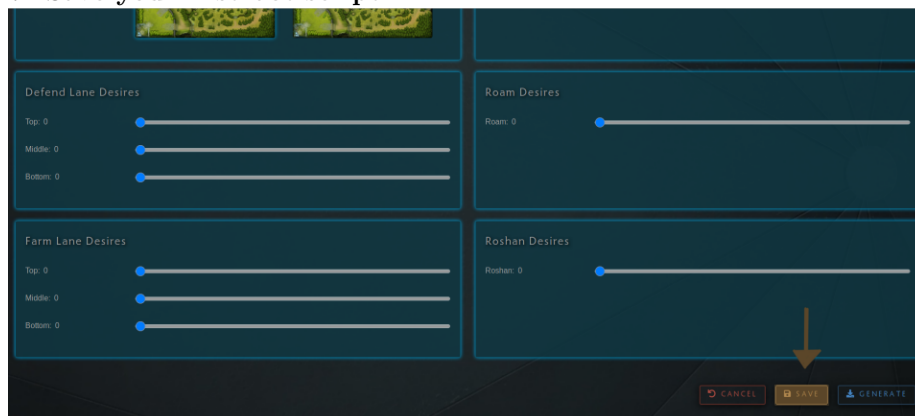 Defend Lane Desires
Roam Desires
Top: 0
Roam: 0
Middle: 0
Bottom: 0
Farm Lane Desires
Roshan Desires
Top: 0
Roshan: 0
Middle: 0
Bottom: 0
CANCEL
SAVE
GENERATE